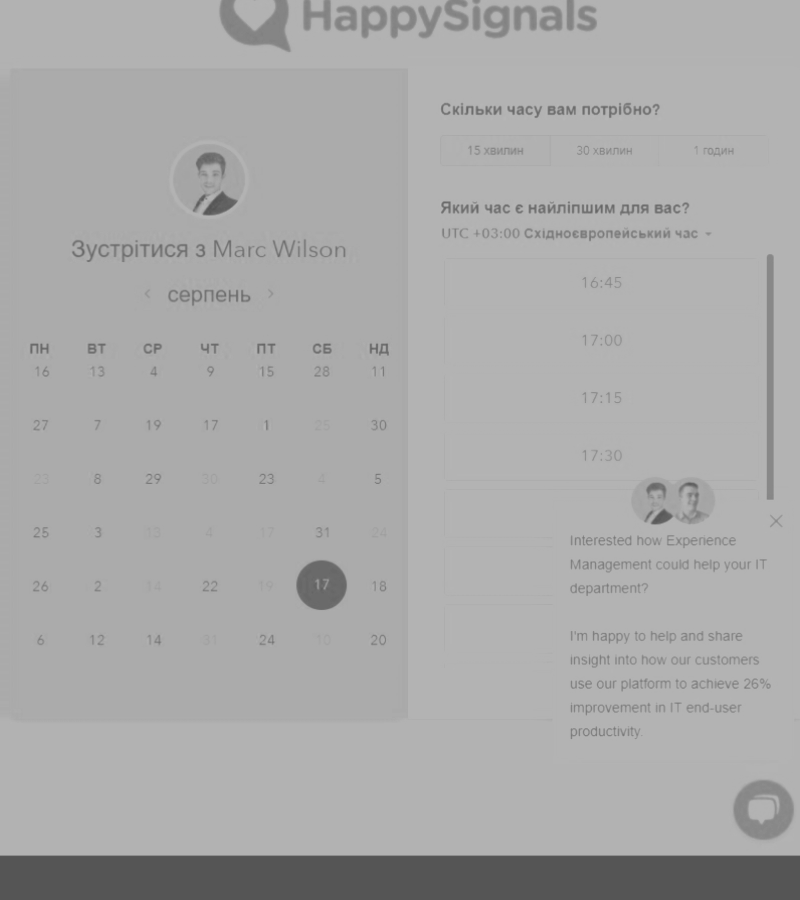 HappySignals
Зустрітися з Marc Wilson
серпень
ПН ВТ СР ЧТ ПТ СБ НД
16 13 4 9 15 28 11
27 7 19 17 1 25 30
23 8 29 30 23 4 5
25 3 13 4 17 31 24
26 2 14 22 19 17 18
6 12 14 31 24 10 20
Скільки часу вам потрібно?
15 хвилин 30 хвилин 1 годин
Який час є найліпшим для вас?
UTC +03:00 Східноєвропейський час
16:45
17:00
17:15
17:30
Interested how Experience
Management could help your IT
department?
I'm happy to help and share
insight into how our customers
use our platform to achieve 26%
improvement in IT end-user
productivity.